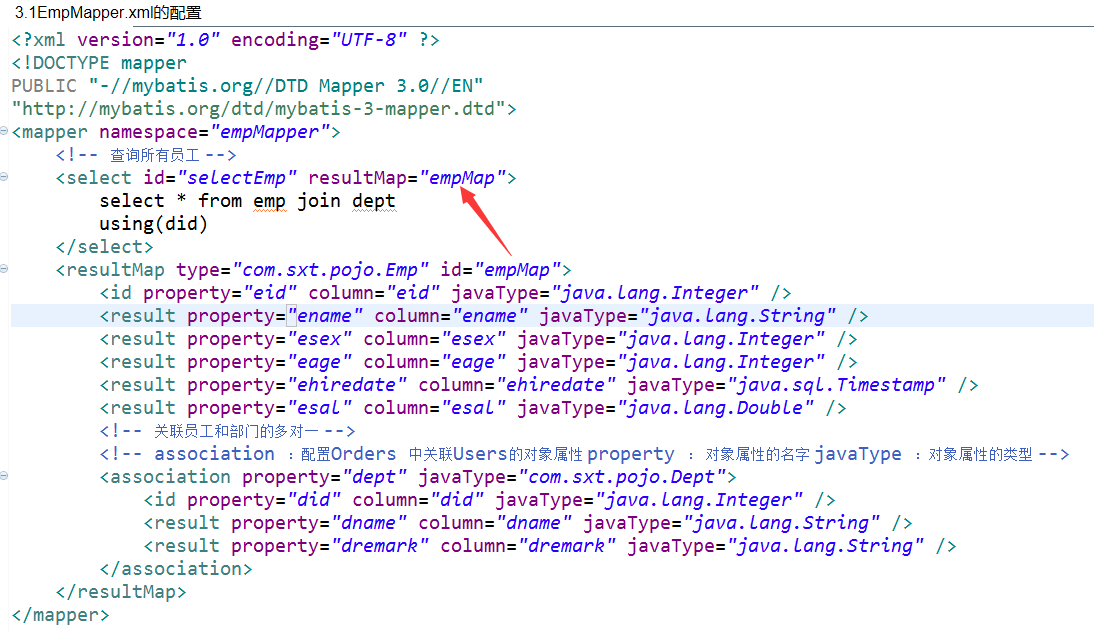 3.1EmpMapper.xml的配置
<?xml version="1.0" encoding="UTF-8" ?>
<!DOCTYPE mapper
PUBLIC "-//mybatis.org//DTD Mapper 3.0//EN"
"http://mybatis.org/dtd/mybatis-3-mapper.dtd">
<mapper namespace="empMapper">
<!-- 查询所有员工 -->
<select id="selectEmp" resultMap="empMap">
select * from emp join dept
using(did)
</select>
<resultMap type="com.sxt.pojo.Emp" id="empMap">
<id property="eid" column="eid" javaType="java.lang.Integer" />
<result property="ename" column="ename" javaType="java.lang.String" />
<result property="esex" column="esex" javaType="java.lang.Integer" />
<result property="eage" column="eage" javaType="java.lang.Integer" />
<result property="ehiredate" column="ehiredate" javaType="java.sql.Timestamp" />
<result property="esal" column="esal" javaType="java.lang.Double" />
<!-- 关联员工和部门的多对一 -->
<!-- association ：配置Orders 中关联Users的对象属性 property ：对象属性的名字 javaType ：对象属性的类型 -->
<association property="dept" javaType="com.sxt.pojo.Dept">
<id property="did" column="did" javaType="java.lang.Integer" />
<result property="dname" column="dname" javaType="java.lang.String" />
<result property="dremark" column="dremark" javaType="java.lang.String" />
</association>
</resultMap>
</mapper>